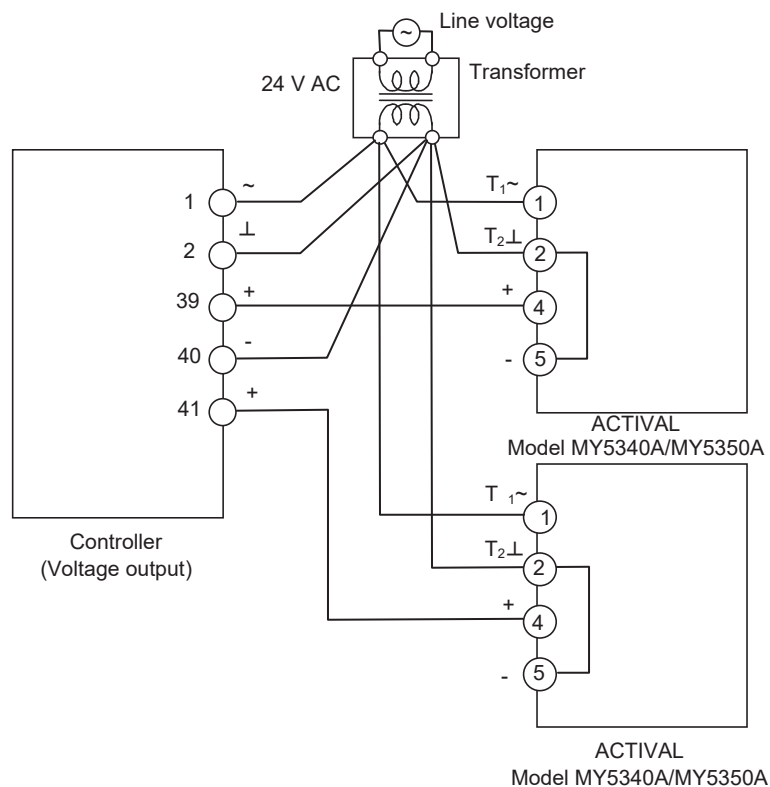 Line voltage
~
Transformer
24 V AC
1 ~
2 ⊥
39 +
40 -
41 +
Controller
(Voltage output)
T₁~ 1
T₂⊥ 2
+ 4
- 5
ACTIVAL
Model MY5340A/MY5350A
T ₁~ 1
T₂⊥ 2
+ 4
- 5
ACTIVAL
Model MY5340A/MY5350A